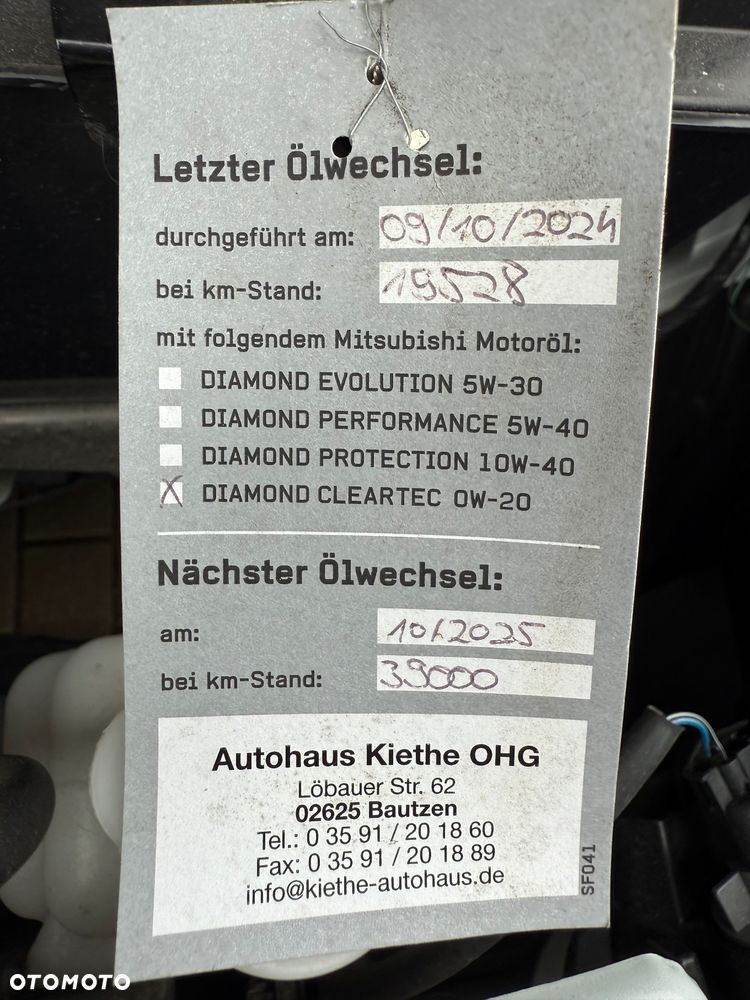 Letzter Ölwechsel:
durchgeführt am: 09/10/2024
bei km-Stand: 19528
mit folgendem Mitsubishi Motoröl:
DIAMOND EVOLUTION 5W-30
DIAMOND PERFORMANCE 5W-40
DIAMOND PROTECTION 10W-40
X DIAMOND CLEARTEC 0W-20
Nächster Ölwechsel:
am: 10/2025
bei km-Stand: 39000
Autohaus Kiethe OHG
Löbauer Str. 62
02625 Bautzen
Tel.: 0 35 91 / 20 18 60
Fax: 0 35 91 / 20 18 89
info@kiethe-autohaus.de
SF041
OTOMOTO